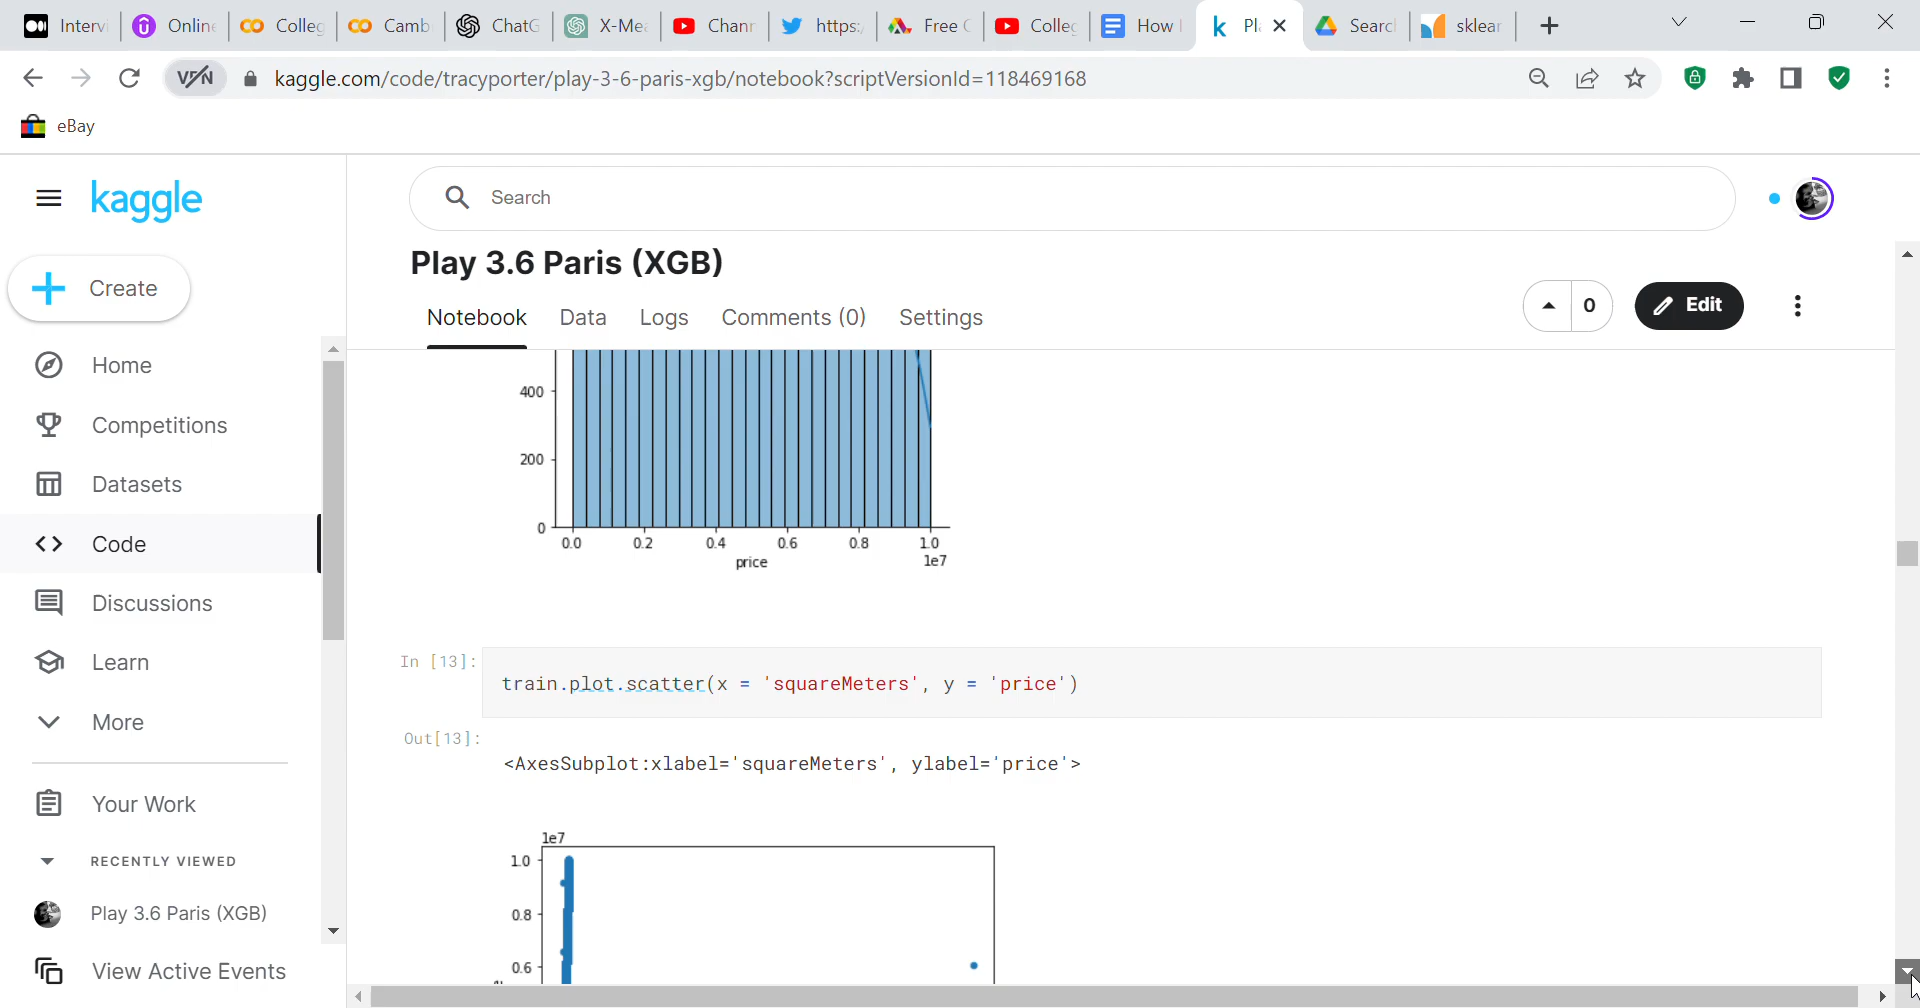 Interv
Online
Colleg
Camb
ChatG
X-Mea
Chann
https:/
Free C
Colleg
How
Pl
Search
sklear
VPN
kaggle.com/code/tracyporter/play-3-6-paris-xgb/notebook?scriptVersionId=118469168
eBay
kaggle
Search
Create
Home
Competitions
Datasets
Code
Discussions
Learn
More
Your Work
RECENTLY VIEWED
Play 3.6 Paris (XGB)
View Active Events
Play 3.6 Paris (XGB)
Notebook
Data
Logs
Comments (0)
Settings
0
Edit
400
200
0
0.0 0.2 0.4 0.6 0.8 1.0
price
1e7
In [13]:
train.plot.scatter(x = 'squareMeters', y = 'price')
Out[13]:
<AxesSubplot:xlabel='squareMeters', ylabel='price'>
1e7
1.0
0.8
0.6